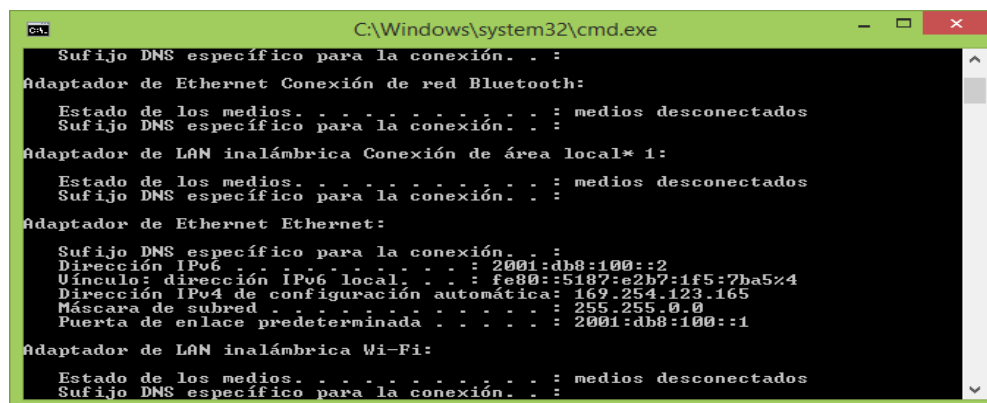 C:\Windows\system32\cmd.exe
Sufijo DNS específico para la conexión. . :
Adaptador de Ethernet Conexión de red Bluetooth:
Estado de los medios. . . . . . . . . . . : medios desconectados
Sufijo DNS específico para la conexión. . :
Adaptador de LAN inalámbrica Conexión de área local* 1:
Estado de los medios. . . . . . . . . . . : medios desconectados
Sufijo DNS específico para la conexión. . :
Adaptador de Ethernet Ethernet:
Sufijo DNS específico para la conexión. . :
Dirección IPv6 . . . . . . . . . . : 2001:db8:100::2
Vínculo: dirección IPv6 local. . . : fe80::5187:e2b7:1f5:7ba5%4
Dirección IPv4 de configuración automática: 169.254.123.165
Máscara de subred . . . . . . . . . . . . : 255.255.0.0
Puerta de enlace predeterminada . . . . . : 2001:db8:100::1
Adaptador de LAN inalámbrica Wi-Fi:
Estado de los medios. . . . . . . . . . . : medios desconectados
Sufijo DNS específico para la conexión. . :